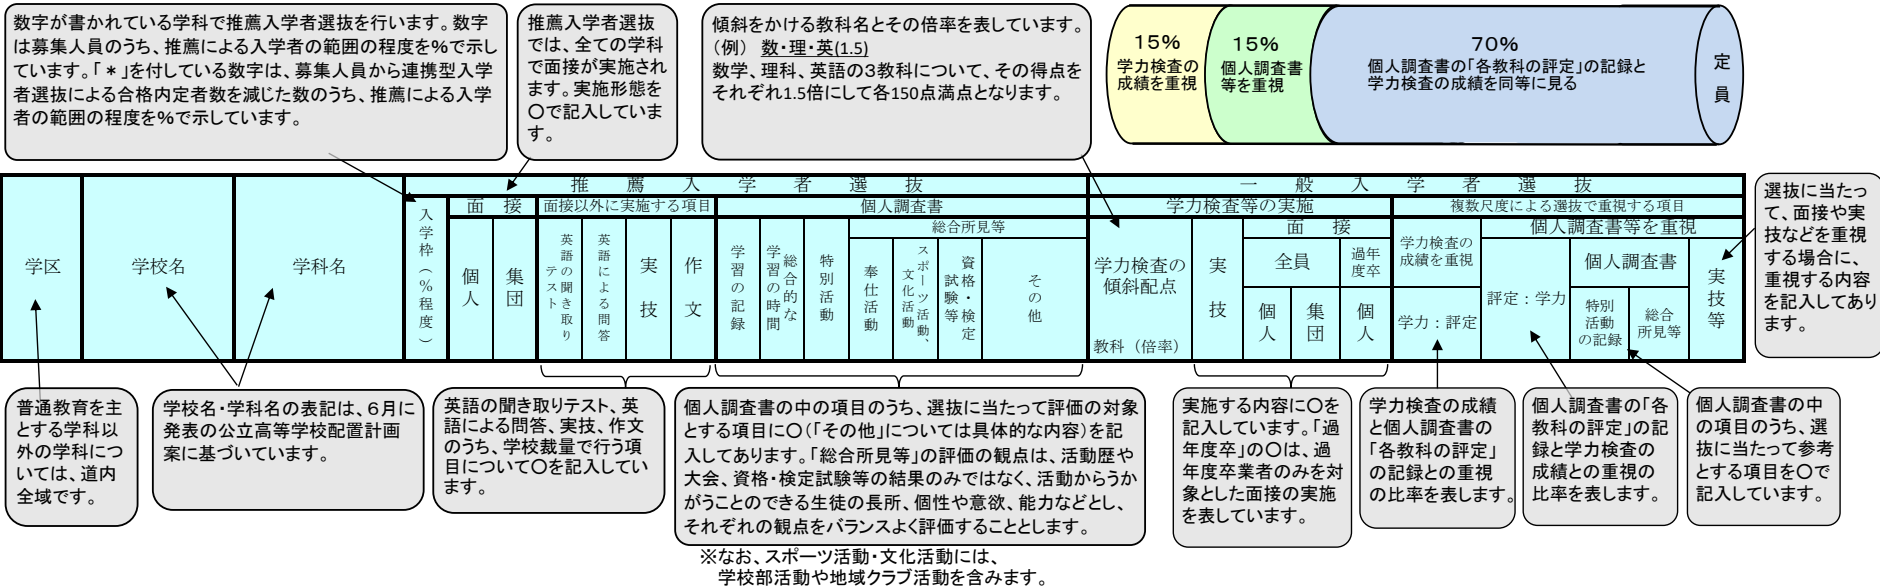 数字が書かれている学科で推薦入学者選抜を行います。数字
は募集人員のうち、推薦による入学者の範囲の程度を%で示し
ています。「＊」を付している数字は、募集人員から連携型入学
者選抜による合格内定者数を減じた数のうち、推薦による入学
者の範囲の程度を%で示しています。
推薦入学者選抜
では、全ての学科
で面接が実施され
ます。実施形態を
○で記入していま
す。
傾斜をかける教科名とその倍率を表しています。
（例）　数・理・英(1.5)
数学、理科、英語の3教科について、その得点を
それぞれ1.5倍にして各150点満点となります。
15%
学力検査の
成績を重視
15%
個人調査書
等を重視
70%
個人調査書の「各教科の評定」の記録と
学力検査の成績を同等に見る
定員
学区
学校名
学科名
推薦入学者選抜
入学枠（%程度）
面接
個人
集団
面接以外に実施する項目
英語の聞き取り
テスト
英語による問答
実技
作文
個人調査書
学習の記録
総合的な
学習の時間
特別活動
総合所見等
奉仕活動
スポーツ活動、
文化活動
資格・検定
試験等
その他
一般入学者選抜
学力検査等の実施
学力検査の
傾斜配点
教科（倍率）
実技
面接
全員
個人
集団
過年
度卒
個人
複数尺度による選抜で重視する項目
学力検査の
成績を重視
学力：評定
個人調査書等を重視
評定：学力
個人調査書
特別
活動
の記録
総合
所見等
実技等
選抜に当たっ
て、面接や実
技などを重視
する場合に、
重視する内容
を記入してあり
ます。
普通教育を主
とする学科以
外の学科につ
いては、道内
全域です。
学校名・学科名の表記は、6月に
発表の公立高等学校配置計画
案に基づいています。
英語の聞き取りテスト、英
語による問答、実技、作文
のうち、学校裁量で行う項
目について○を記入してい
ます。
個人調査書の中の項目のうち、選抜に当たって評価の対象
とする項目に○(「その他」については具体的な内容)を記
入してあります。「総合所見等」の評価の観点は、活動歴や
大会、資格・検定試験等の結果のみではなく、活動からうか
がうことのできる生徒の長所、個性や意欲、能力などとし、
それぞれの観点をバランスよく評価することとします。
※なお、スポーツ活動・文化活動には、
学校部活動や地域クラブ活動を含みます。
実施する内容に○を
記入しています。「過
年度卒」の○は、過
年度卒業者のみを対
象とした面接の実施
を表しています。
学力検査の成績
と個人調査書の
「各教科の評定」
の記録との重視
の比率を表します。
個人調査書の「各
教科の評定」の記
録と学力検査の
成績との重視の
比率を表します。
個人調査書の中
の項目のうち、選
抜に当たって参考
とする項目を○で
記入しています。